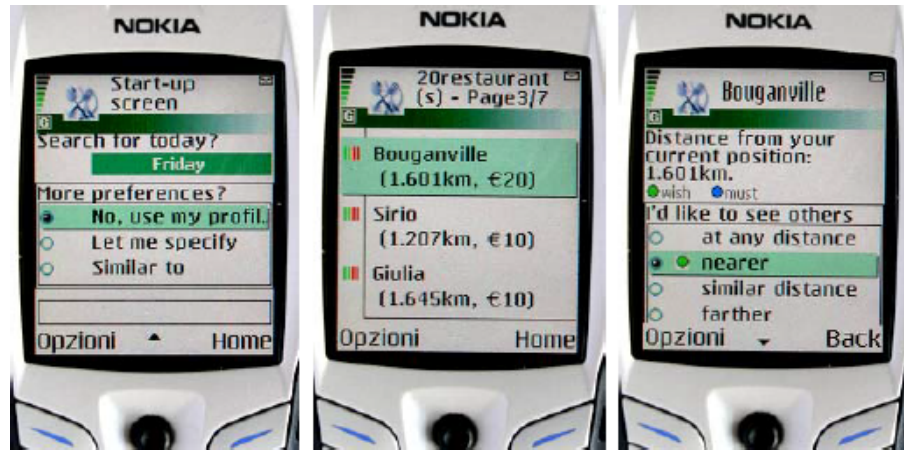 NOKIA
Start-up
screen
G
Search for today?
Friday
More preferences?
No, use my profil.
Let me specify
Similar to
Opzioni
Home
NOKIA
20restaurant
(s) - Page3/7
G
Bouganville
(1.601km, €20)
Sirio
(1.207km, €10)
Giulia
(1.645km, €10)
Opzioni
Home
NOKIA
Bouganville
G
Distance from your
current position:
1.601km.
wish must
I'd like to see others
at any distance
nearer
similar distance
farther
Opzioni
Back